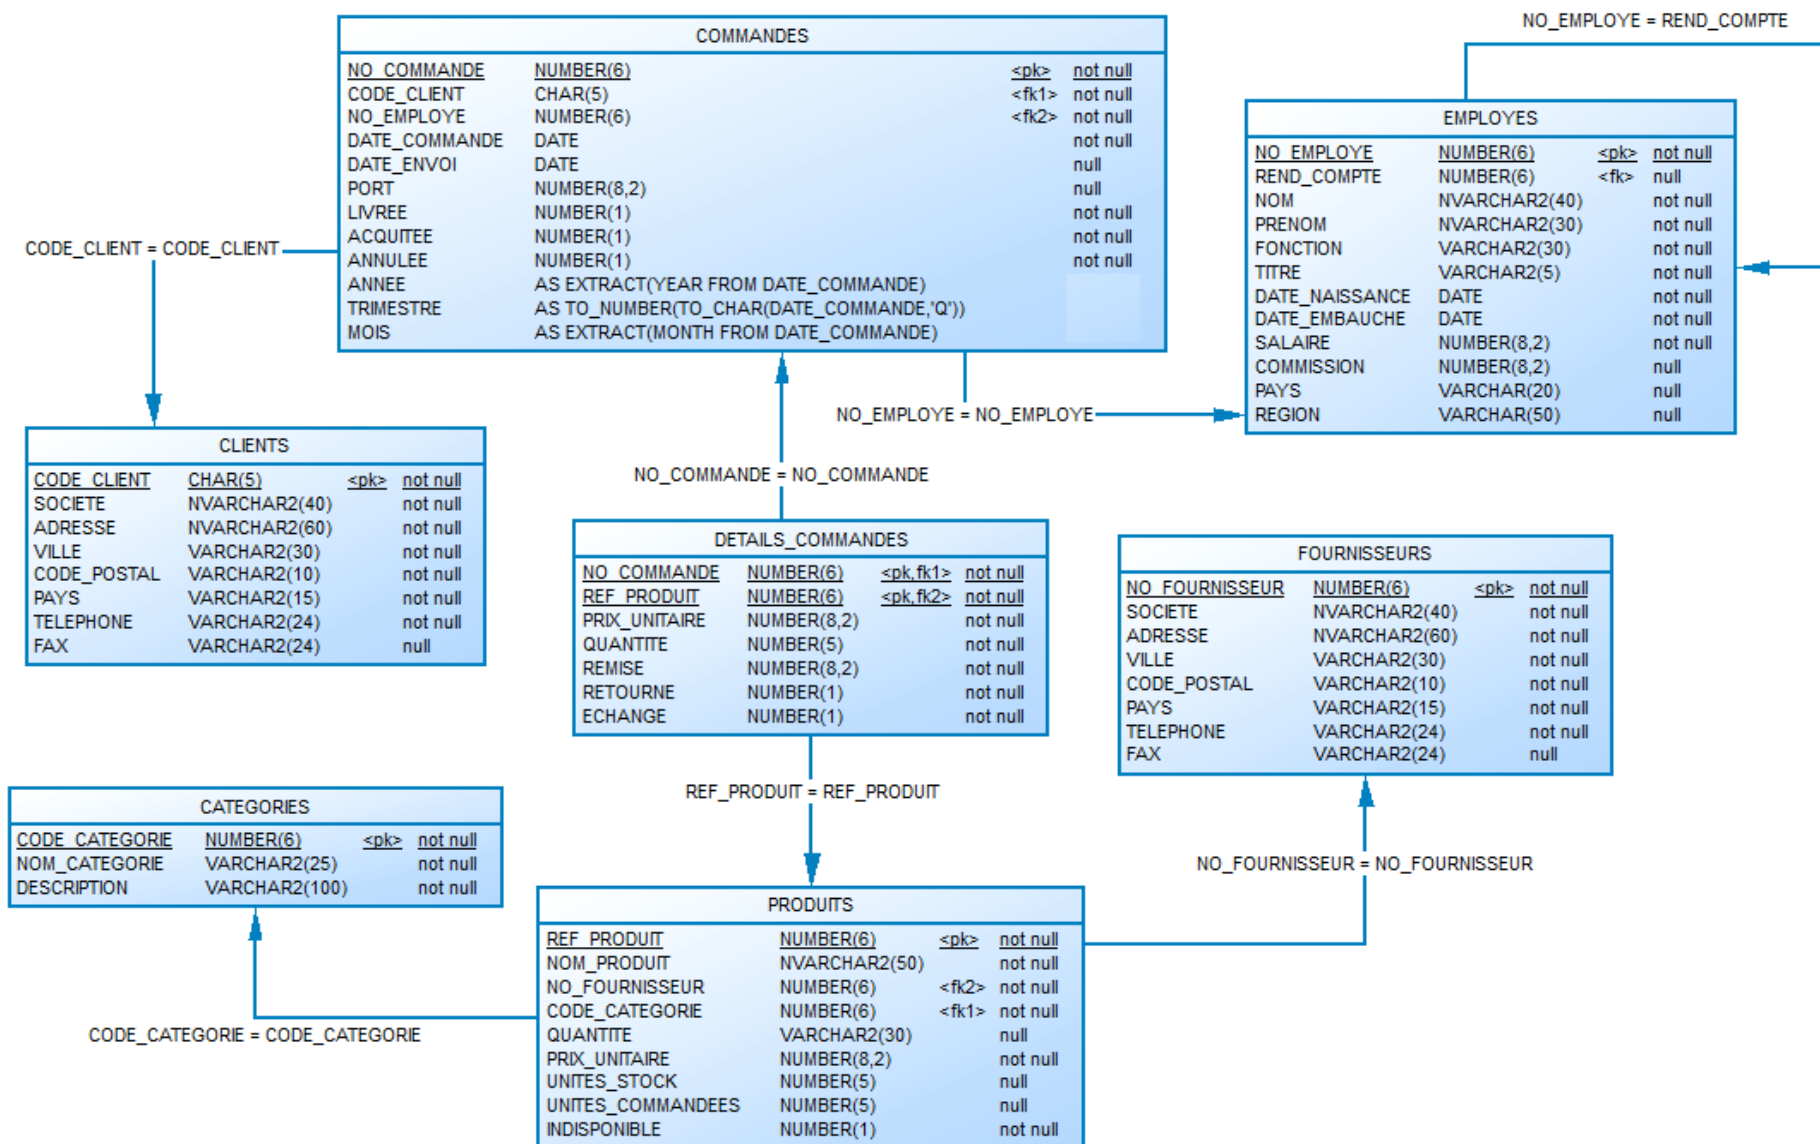 NO_EMPLOYE = REND_COMPTE
COMMANDES
NO_COMMANDE NUMBER(6) <pk> not null
CODE_CLIENT CHAR(5) <fk1> not null
NO_EMPLOYE NUMBER(6) <fk2> not null
DATE_COMMANDE DATE not null
DATE_ENVOI DATE null
PORT NUMBER(8,2) null
LIVREE NUMBER(1) not null
ACQUITEE NUMBER(1) not null
ANNULEE NUMBER(1) not null
ANNEE AS EXTRACT(YEAR FROM DATE_COMMANDE)
TRIMESTRE AS TO_NUMBER(TO_CHAR(DATE_COMMANDE,'Q'))
MOIS AS EXTRACT(MONTH FROM DATE_COMMANDE)
EMPLOYES
NO_EMPLOYE NUMBER(6) <pk> not null
REND_COMPTE NUMBER(6) <fk> null
NOM NVARCHAR2(40) not null
PRENOM NVARCHAR2(30) not null
FONCTION VARCHAR2(30) not null
TITRE VARCHAR2(5) not null
DATE_NAISSANCE DATE not null
DATE_EMBAUCHE DATE not null
SALAIRE NUMBER(8,2) not null
COMMISSION NUMBER(8,2) null
PAYS VARCHAR(20) null
REGION VARCHAR(50) null
CODE_CLIENT = CODE_CLIENT
NO_EMPLOYE = NO_EMPLOYE
CLIENTS
CODE_CLIENT CHAR(5) <pk> not null
SOCIETE NVARCHAR2(40) not null
ADRESSE NVARCHAR2(60) not null
VILLE VARCHAR2(30) not null
CODE_POSTAL VARCHAR2(10) not null
PAYS VARCHAR2(15) not null
TELEPHONE VARCHAR2(24) not null
FAX VARCHAR2(24) null
NO_COMMANDE = NO_COMMANDE
DETAILS_COMMANDES
NO_COMMANDE NUMBER(6) <pk,fk1> not null
REF_PRODUIT NUMBER(6) <pk,fk2> not null
PRIX_UNITAIRE NUMBER(8,2) not null
QUANTITE NUMBER(5) not null
REMISE NUMBER(8,2) not null
RETOURNE NUMBER(1) not null
ECHANGE NUMBER(1) not null
FOURNISSEURS
NO_FOURNISSEUR NUMBER(6) <pk> not null
SOCIETE NVARCHAR2(40) not null
ADRESSE NVARCHAR2(60) not null
VILLE VARCHAR2(30) not null
CODE_POSTAL VARCHAR2(10) not null
PAYS VARCHAR2(15) not null
TELEPHONE VARCHAR2(24) not null
FAX VARCHAR2(24) null
REF_PRODUIT = REF_PRODUIT
CATEGORIES
CODE_CATEGORIE NUMBER(6) <pk> not null
NOM_CATEGORIE VARCHAR2(25) not null
DESCRIPTION VARCHAR2(100) not null
NO_FOURNISSEUR = NO_FOURNISSEUR
PRODUITS
REF_PRODUIT NUMBER(6) <pk> not null
NOM_PRODUIT NVARCHAR2(50) not null
NO_FOURNISSEUR NUMBER(6) <fk2> not null
CODE_CATEGORIE NUMBER(6) <fk1> not null
QUANTITE VARCHAR2(30) null
PRIX_UNITAIRE NUMBER(8,2) not null
UNITES_STOCK NUMBER(5) null
UNITES_COMMANDEES NUMBER(5) null
INDISPONIBLE NUMBER(1) not null
CODE_CATEGORIE = CODE_CATEGORIE